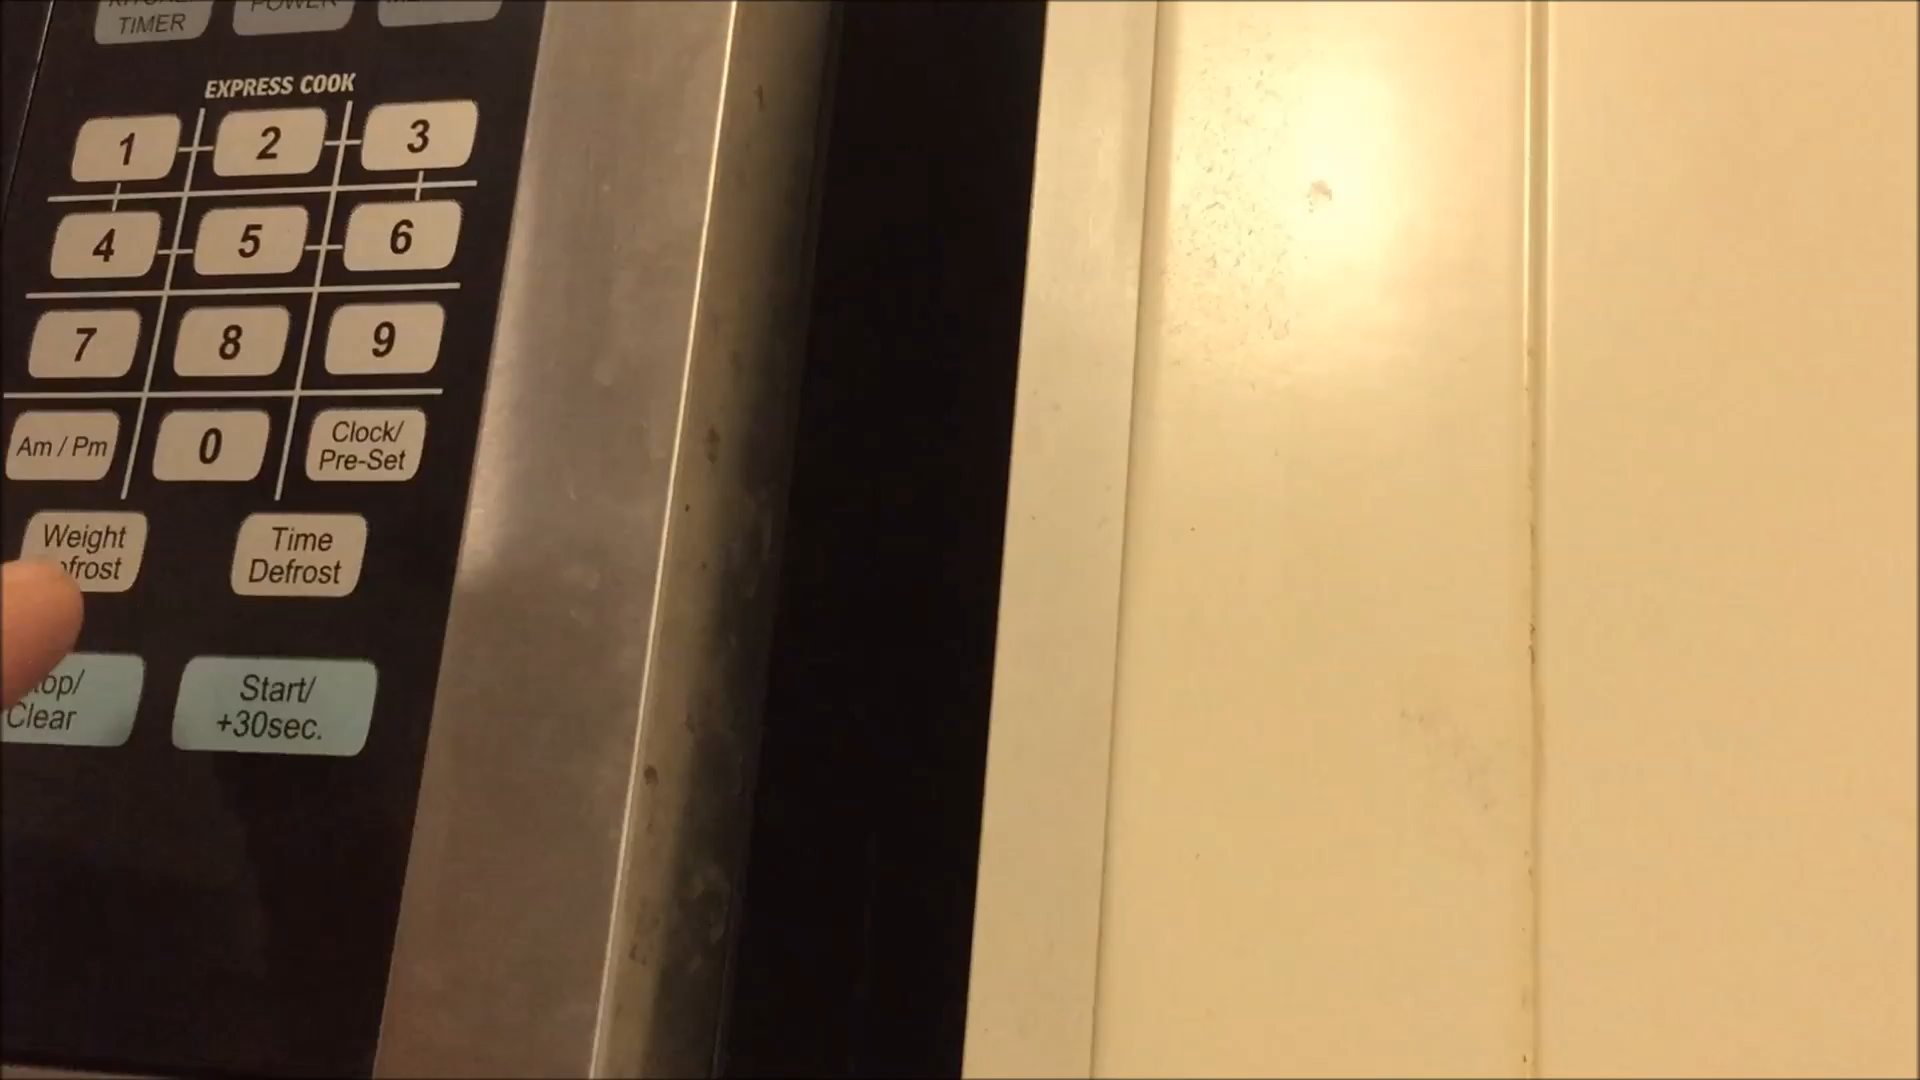 TIMER
POWER
EXPRESS COOK
1 2 3
4 5 6
7 8 9
Am / Pm 0 Clock/
Pre-Set
Weight
Time
Defrost
Clear
Start/
+30sec.